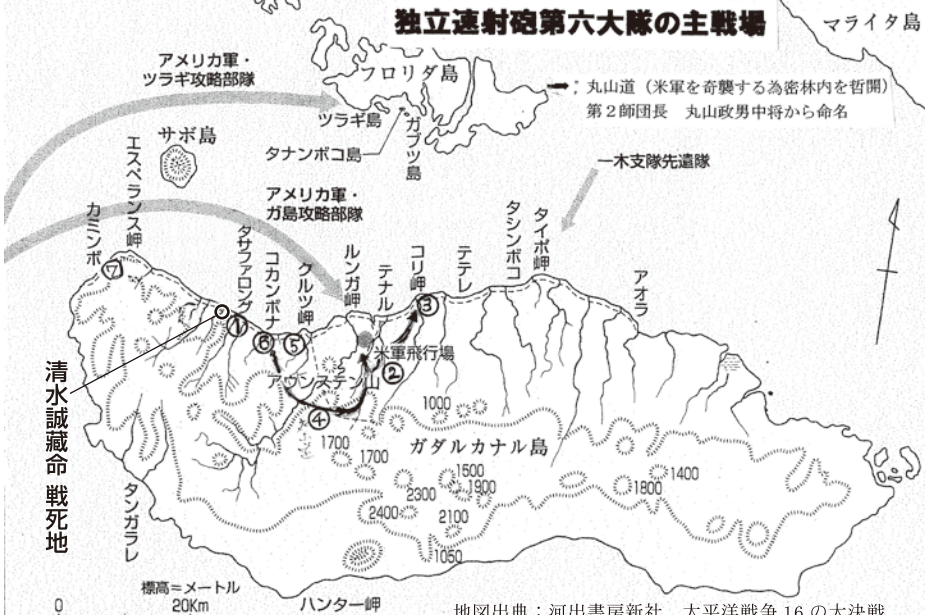 独立速射砲第六大隊の主戦場
マライタ島
アメリカ軍・
ツラギ攻略部隊
フロリダ島
丸山道（米軍を奇襲する為密林内を哲開）
第２師団長　丸山政男中将から命名
ツラギ島
ガブツ島
タナンボコ島
サボ島
一木支隊先遣隊
アメリカ軍・
ガ島攻略部隊
カミンボ
エスペランス岬
タサファロング
コカンボナ
クルツ岬
ルンガ岬
テナル
コリ岬
テテレ
タシンボコ
タイボ岬
アオラ
⑦
①
⑥
⑤
③
米軍飛行場
②
アウンステン山
④
清水誠藏命 戦死地
ガダルカナル島
1000
1700
1700
1500
1900
2300
2400
2100
1050
1400
1800
タンガラレ
標高＝メートル
0　20Km
ハンター岬
地図出典：河出書房新社　太平洋戦争 16 の大決戦